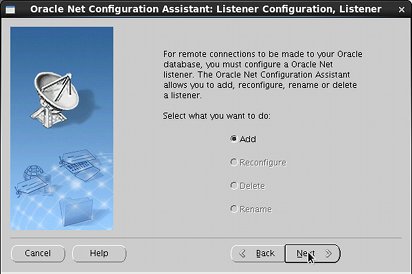 Oracle Net Configuration Assistant: Listener Configuration, Listener
For remote connections to be made to your Oracle
database, you must configure a Oracle Net
listener. The Oracle Net Configuration Assistant
allows you to add, reconfigure, rename or delete
a listener.
Select what you want to do:
Add
Reconfigure
Delete
Rename
Cancel
Help
Back
Next